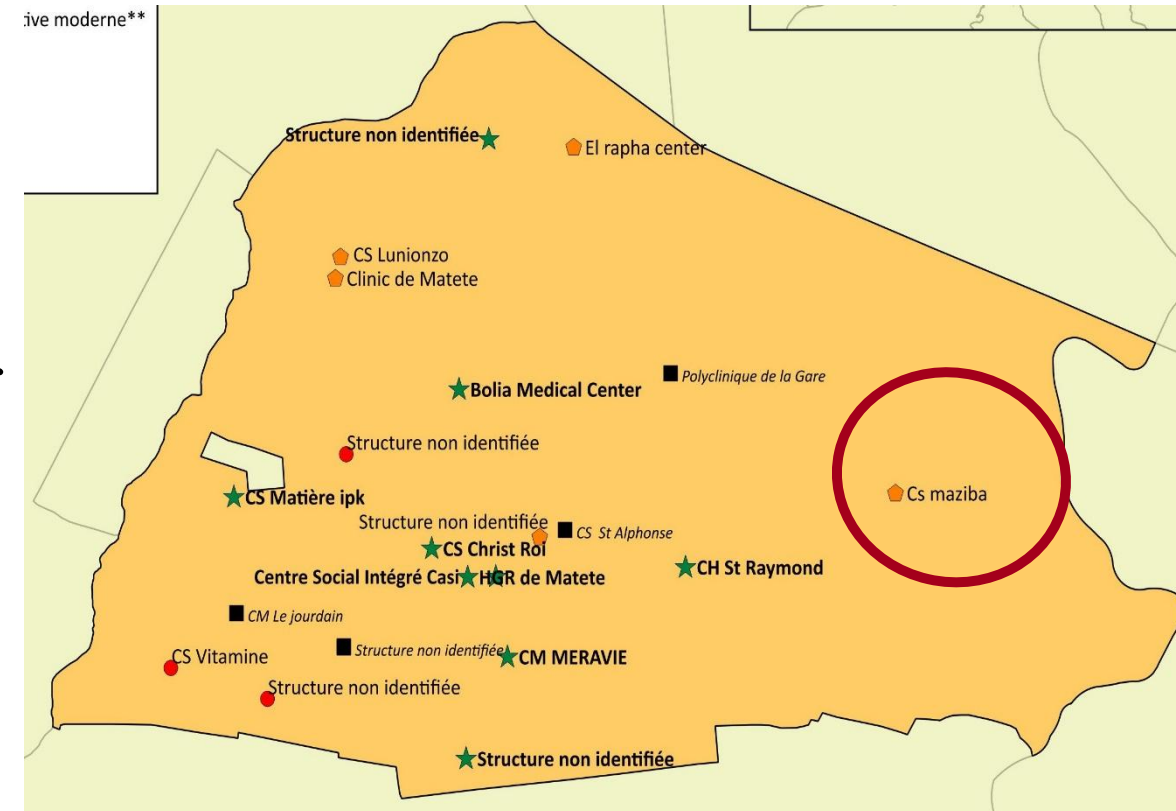 ive moderne**
Structure non identifiée
El rapha center
CS Lunionzo
Clinic de Matete
Polyclinique de la Gare
Bolia Medical Center
Structure non identifiée
CS Matière ipk
Cs maziba
Structure non identifiée
CS St Alphonse
CS Christ Roi
CH St Raymond
Centre Social Intégré Casi
HGR de Matete
CM Le jourdain
Structure non identifiée
CS Vitamine
CM MERAVIE
Structure non identifiée
Structure non identifiée